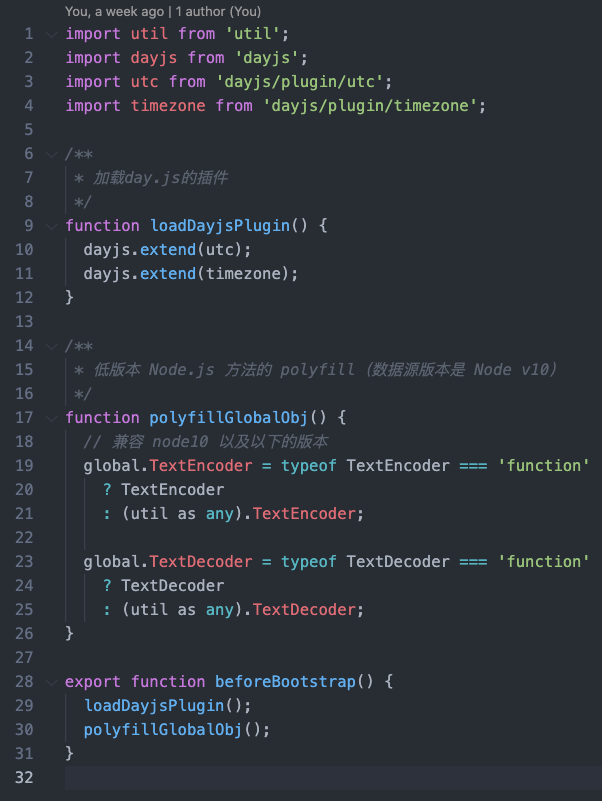 You, a week ago | 1 author (You)
1 import util from 'util';
2 import dayjs from 'dayjs';
3 import utc from 'dayjs/plugin/utc';
4 import timezone from 'dayjs/plugin/timezone';
5
6 /**
7  * 加载day.js的插件
8  */
9 function loadDayjsPlugin() {
10   dayjs.extend(utc);
11   dayjs.extend(timezone);
12 }
13
14 /**
15  * 低版本 Node.js 方法的 polyfill（数据源版本是 Node v10）
16  */
17 function polyfillGlobalObj() {
18   // 兼容 node10 以及以下的版本
19   global.TextEncoder = typeof TextEncoder === 'function'
20     ? TextEncoder
21     : (util as any).TextEncoder;
22
23   global.TextDecoder = typeof TextDecoder === 'function'
24     ? TextDecoder
25     : (util as any).TextDecoder;
26 }
27
28 export function beforeBootstrap() {
29   loadDayjsPlugin();
30   polyfillGlobalObj();
31 }
32